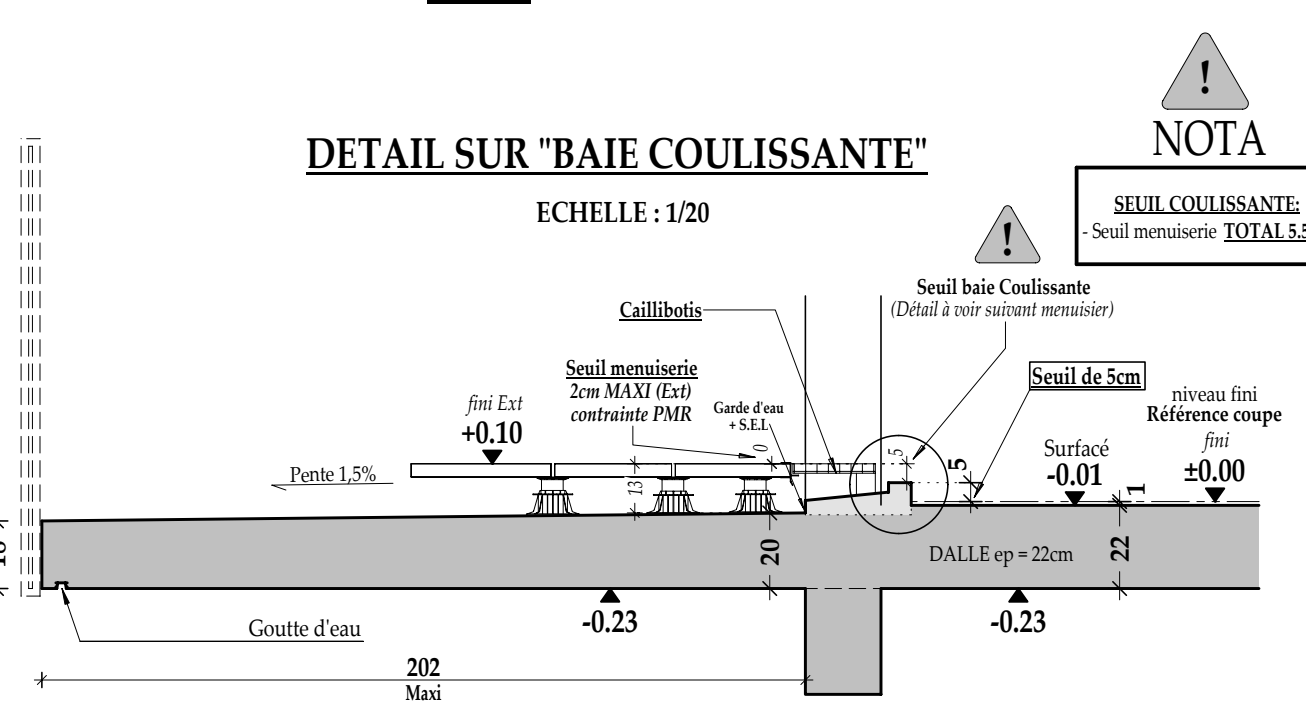 !
NOTA
DETAIL SUR "BAIE COULISSANTE"
ECHELLE : 1/20
SEUIL COULISSANTE:
- Seuil menuiserie TOTAL 5.5
!
Seuil baie Coulissante
(Détail à voir suivant menuisier)
Caillibotis
Seuil menuiserie
2cm MAXI (Ext)
contrainte PMR
Garde d'eau
+ S.E.L
Seuil de 5cm
niveau fini
Référence coupe
fini
±0.00
fini Ext
+0.10
Surfacé
-0.01
Pente 1,5%
0
5
5
13
1
20
22
DALLE ep = 22cm
-0.23
-0.23
Goutte d'eau
202
Maxi